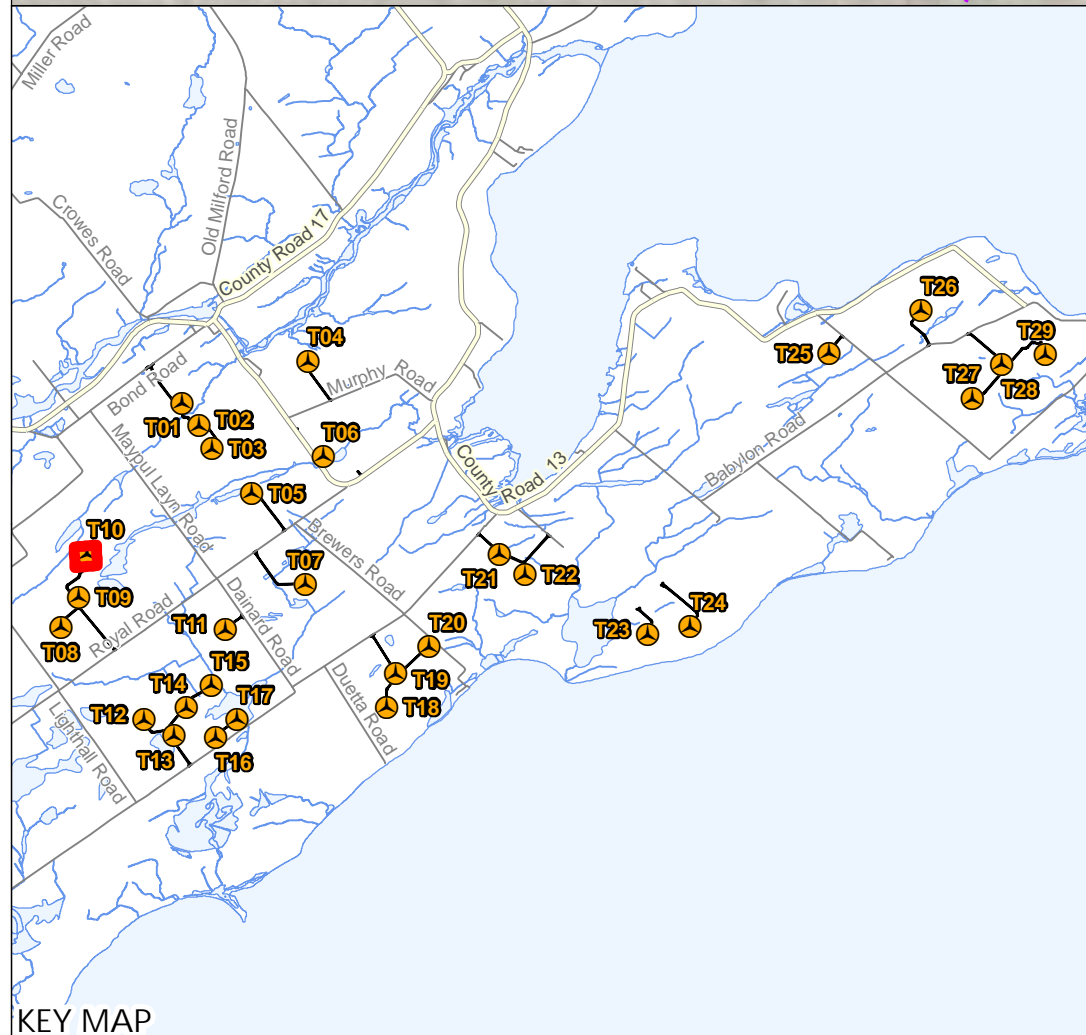 Miller Road
Old Milford Road
Crowes Road
County Road 17
T26
T04
T29
T25
Murphy Road
T27
T28
Bond Road
T01
T02
T03
T06
Maypul Layn Road
County Road 13
Babylon Road
T05
T10
Brewers Road
T07
T21
T22
T09
Royal Road
Dainard Road
T24
T08
T11
T23
T20
T15
T14
T17
T19
Duetta Road
T12
T18
Lighthall Road
T13
T16
KEY MAP